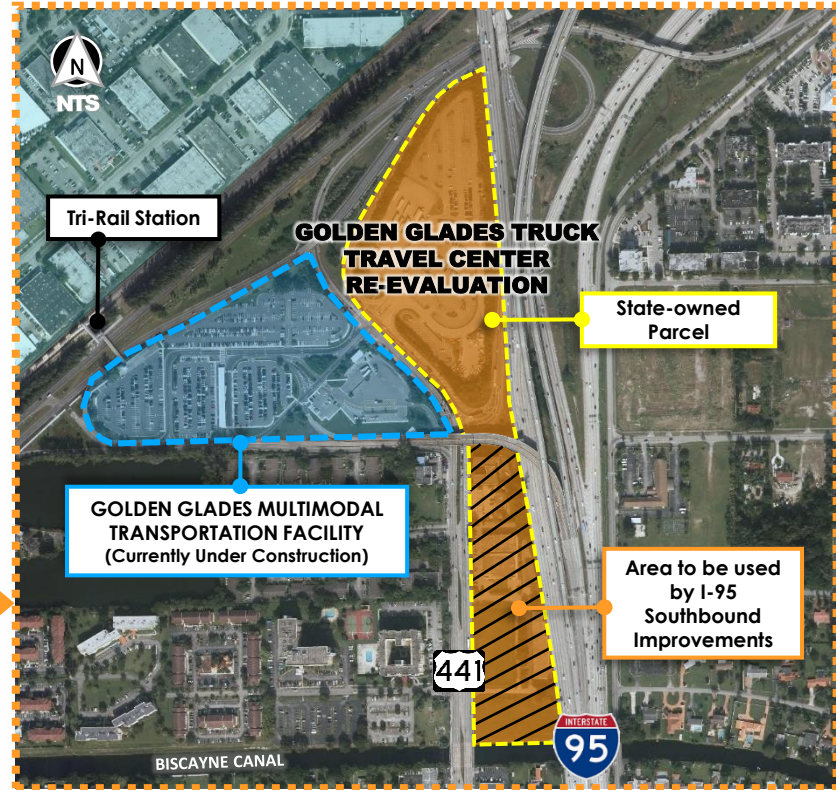 N
NTS
Tri-Rail Station
GOLDEN GLADES TRUCK
TRAVEL CENTER
RE-EVALUATION
State-owned
Parcel
GOLDEN GLADES MULTIMODAL
TRANSPORTATION FACILITY
(Currently Under Construction)
Area to be used
by I-95
Southbound
Improvements
441
INTERSTATE
95
BISCAYNE CANAL